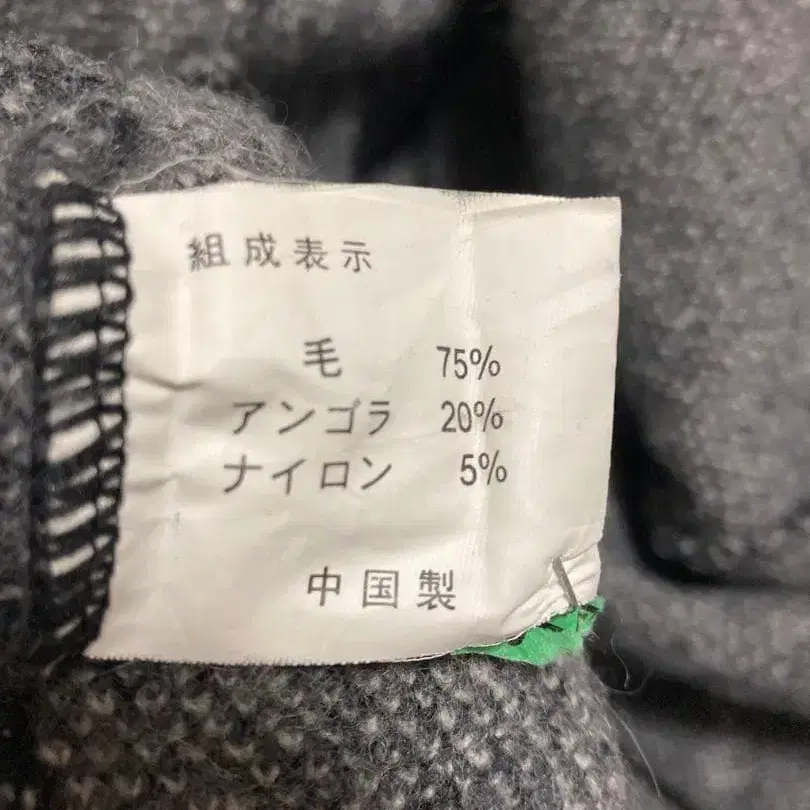 組成表示
毛 75%
アンゴラ 20%
ナイロン 5%
中国製